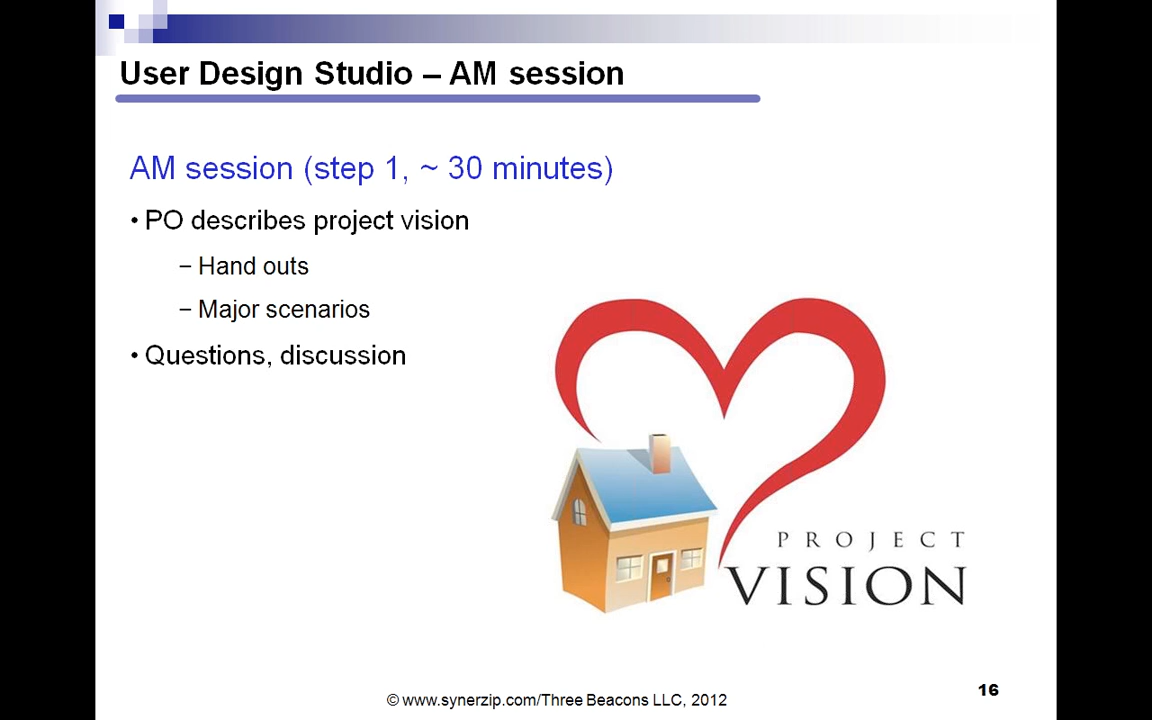 User Design Studio – AM session
AM session (step 1, ~ 30 minutes)
• PO describes project vision
– Hand outs
– Major scenarios
• Questions, discussion
PROJECT
VISION
© www.synerzip.com/Three Beacons LLC, 2012
16